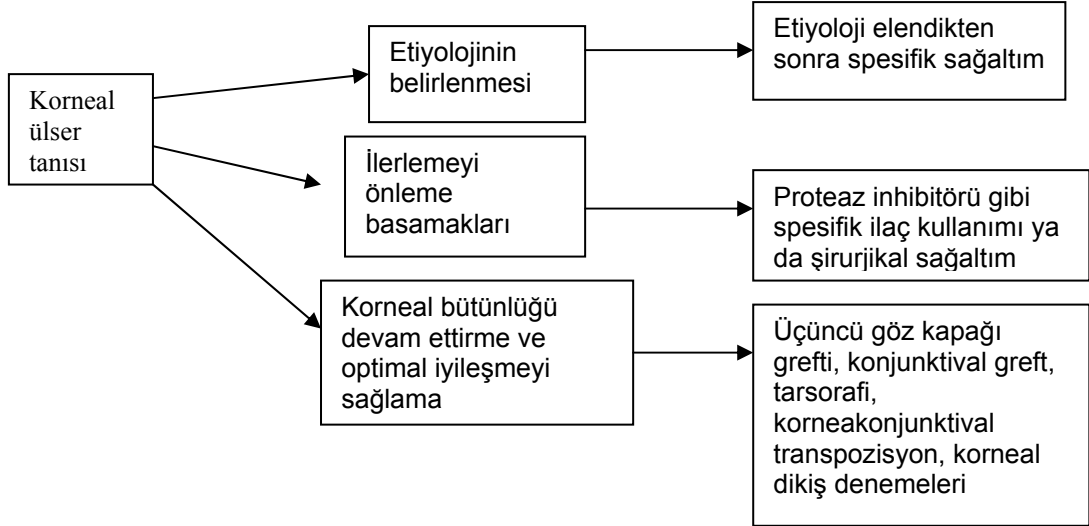 Korneal
ülser
tanısı
Etiyolojinin
belirlenmesi
Etiyoloji elendikten
sonra spesifik sağaltım
İlerlemeyi
önleme
basamakları
Proteaz inhibitörü gibi
spesifik ilaç kullanımı ya
da şirurjikal sağaltım
Korneal bütünlüğü
devam ettirme ve
optimal iyileşmeyi
sağlama
Üçüncü göz kapağı
grefti, konjunktival greft,
tarsorafi,
korneakonjunktival
transpozisyon, korneal
dikiş denemeleri